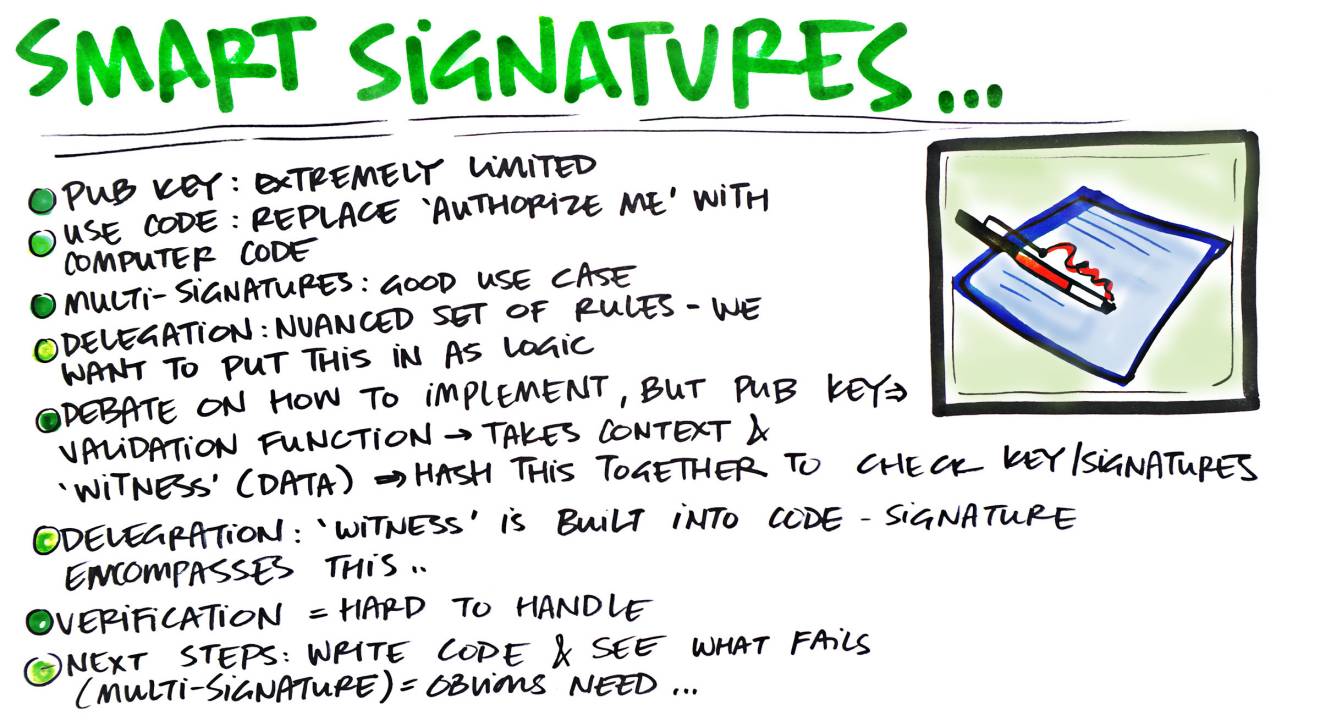 SMART SIGNATURES...
PUB KEY: EXTREMELY LIMITED
USE CODE: REPLACE 'AUTHORIZE ME' WITH
COMPUTER CODE
MULTI-SIGNATURES: GOOD USE CASE
DELEGATION: NUANCED SET OF RULES - WE
WANT TO PUT THIS IN AS LOGIC
DEBATE ON HOW TO IMPLEMENT, BUT PUB KEY⇒
VALIDATION FUNCTION → TAKES CONTEXT &
'WITNESS' (DATA) ⇒ HASH THIS TOGETHER TO CHECK KEY/SIGNATURES
DELEGRATION: 'WITNESS' IS BUILT INTO CODE - SIGNATURE
ENCOMPASSES THIS..
VERIFICATION = HARD TO HANDLE
NEXT STEPS: WRITE CODE & SEE WHAT FAILS
(MULTI-SIGNATURE) = NEED ...